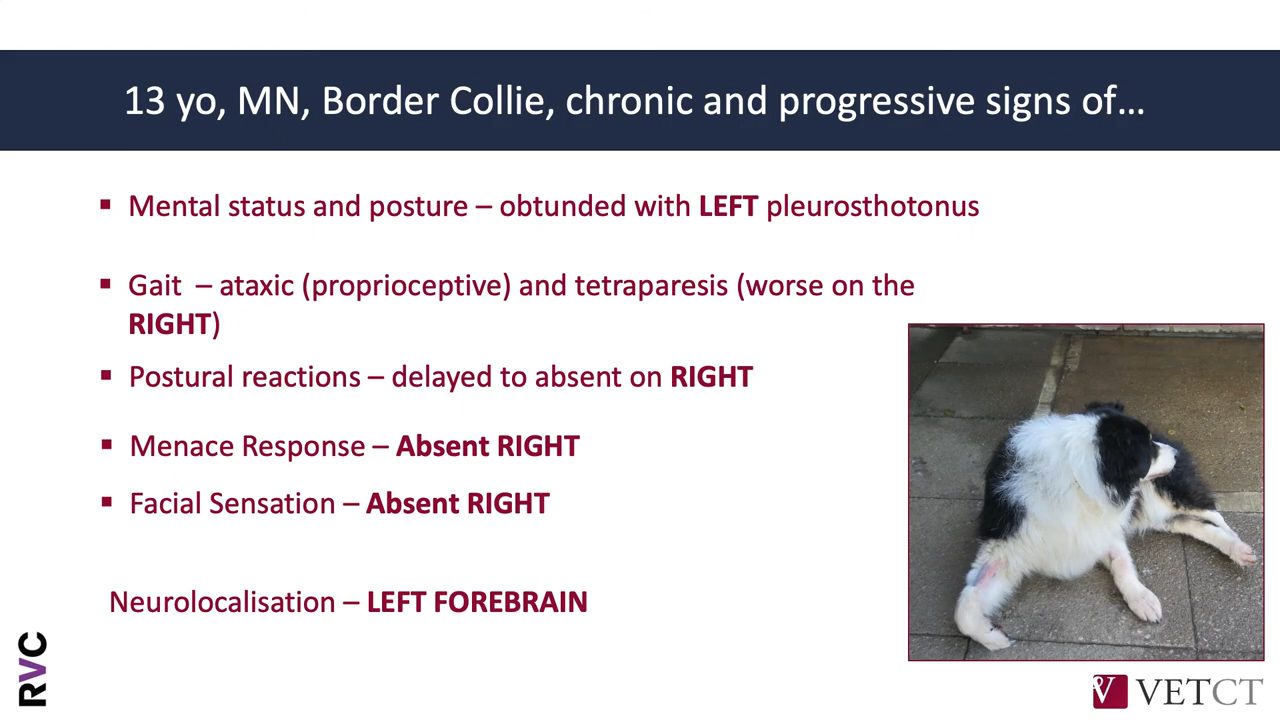 13 yo, MN, Border Collie, chronic and progressive signs of…
▪ Mental status and posture – obtunded with LEFT pleurosthotonus
▪ Gait – ataxic (proprioceptive) and tetraparesis (worse on the
RIGHT)
▪ Postural reactions – delayed to absent on RIGHT
▪ Menace Response – Absent RIGHT
▪ Facial Sensation – Absent RIGHT
Neurolocalisation – LEFT FOREBRAIN
RVC
VETCT